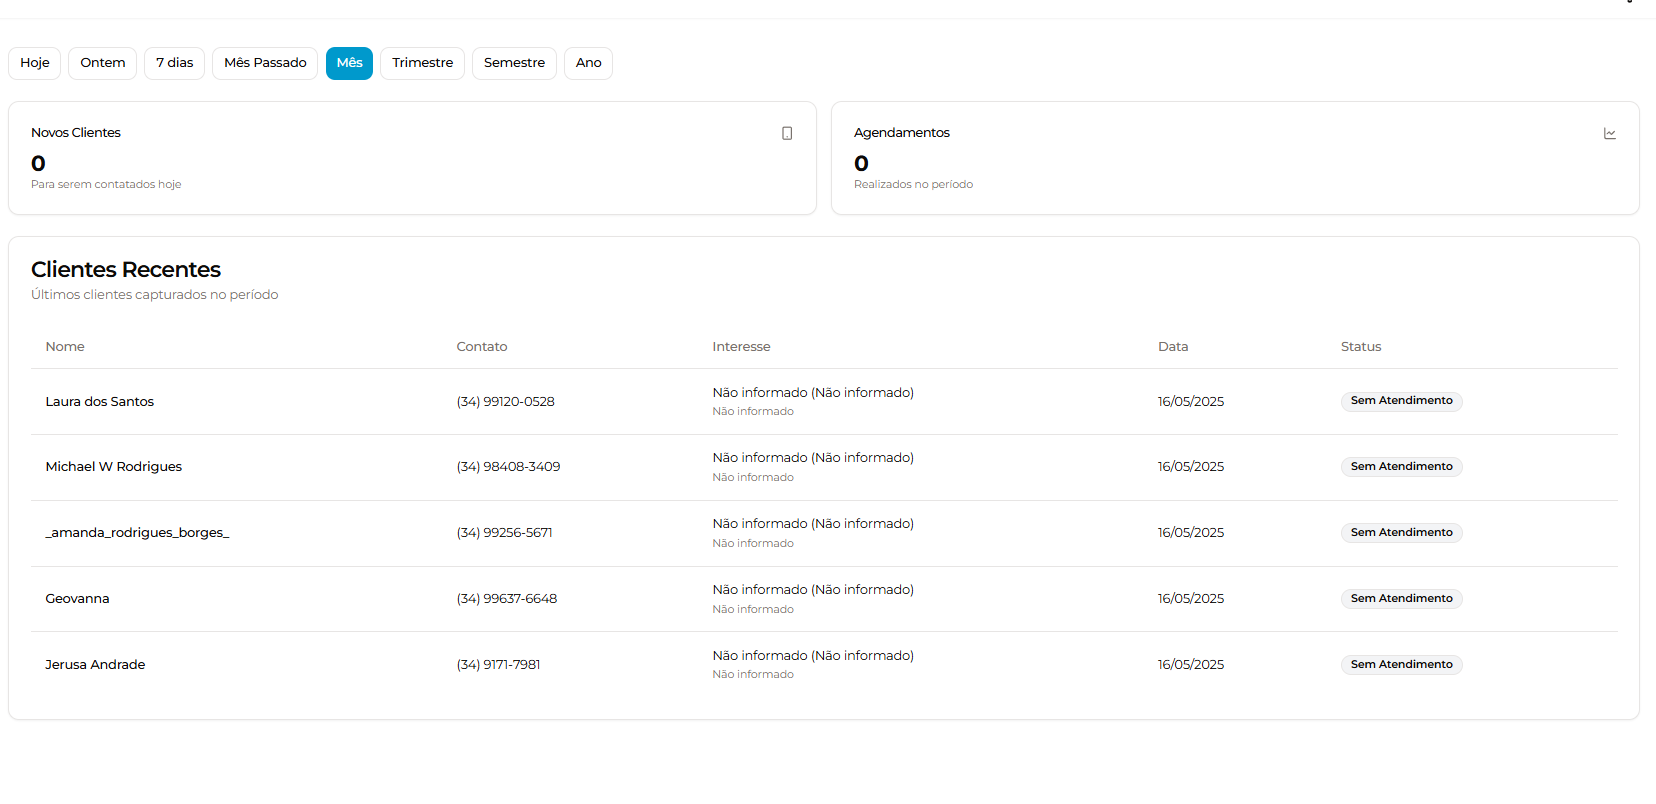 Hoje Ontem 7 dias Mês Passado Mês Trimestre Semestre Ano
Novos Clientes
0
Para serem contatados hoje
Agendamentos
0
Realizados no período
Clientes Recentes
Últimos clientes capturados no período
Nome Contato Interesse Data Status
Laura dos Santos (34) 99120-0528 Não informado (Não informado) 16/05/2025 Sem Atendimento
Não informado
Michael W Rodrigues (34) 98408-3409 Não informado (Não informado) 16/05/2025 Sem Atendimento
Não informado
_amanda_rodrigues_borges_ (34) 99256-5671 Não informado (Não informado) 16/05/2025 Sem Atendimento
Não informado
Geovanna (34) 99637-6648 Não informado (Não informado) 16/05/2025 Sem Atendimento
Não informado
Jerusa Andrade (34) 9171-7981 Não informado (Não informado) 16/05/2025 Sem Atendimento
Não informado